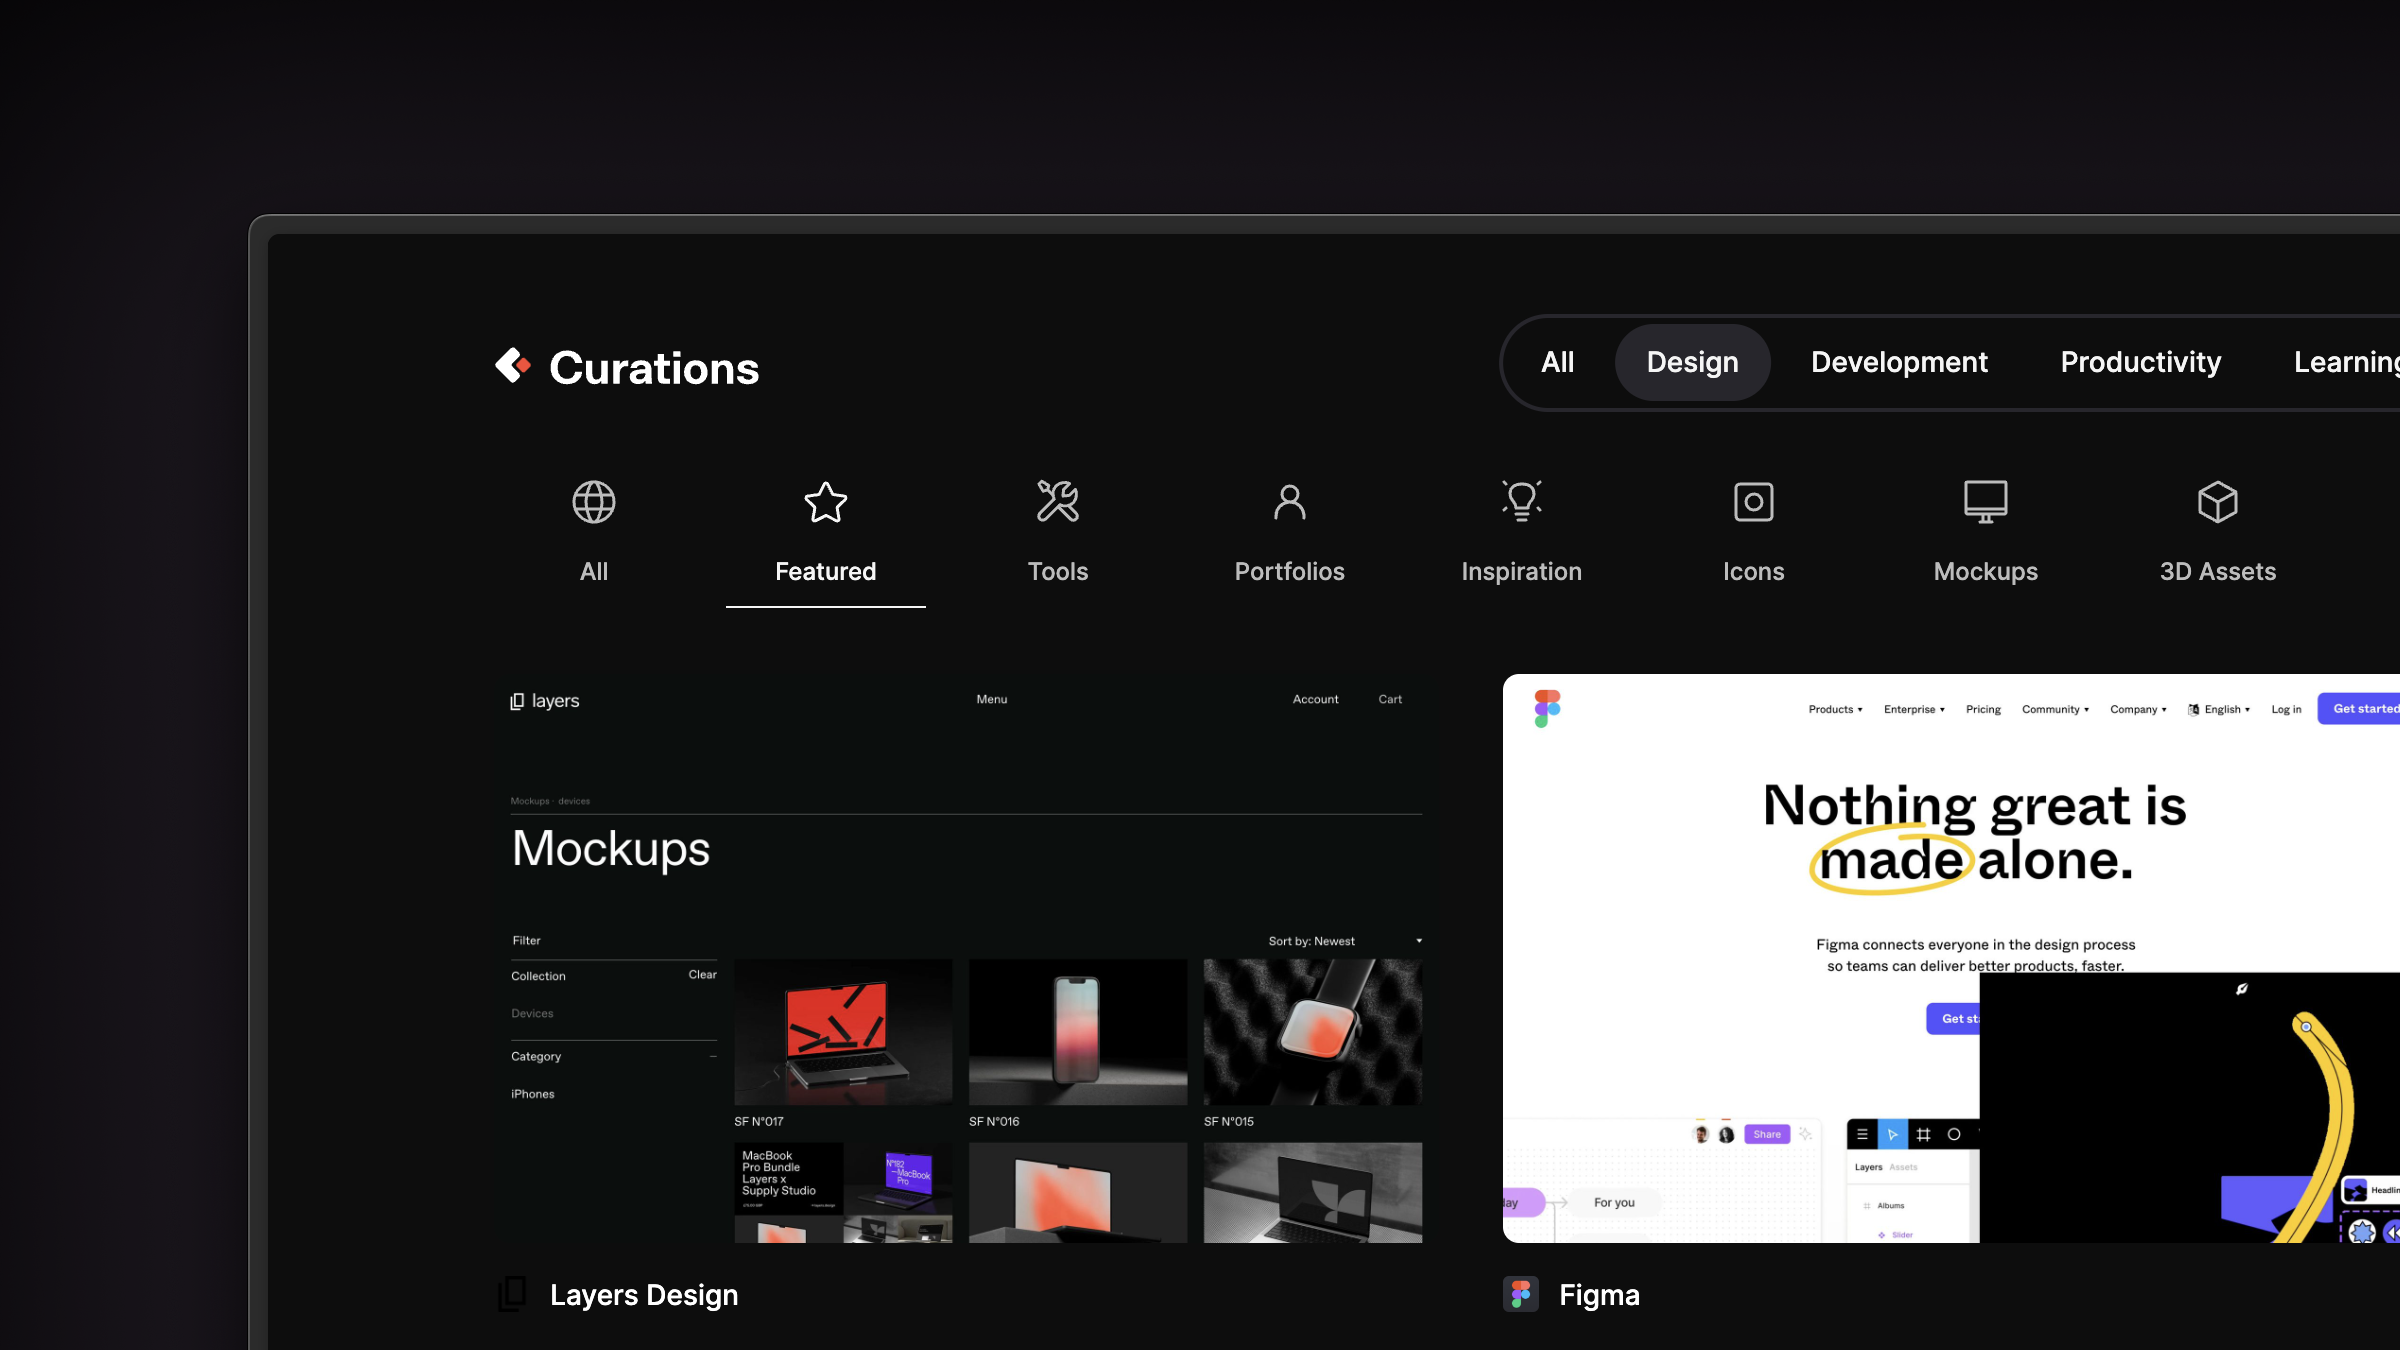 Curations
All
Design
Development
Productivity
Learning
All
Featured
Tools
Portfolios
Inspiration
Icons
Mockups
3D Assets
layers
Menu
Account
Cart
Mockups · devices
Mockups
Filter
Sort by: Newest
Collection
Clear
Devices
Category
iPhones
SF N°017
SF N°016
SF N°015
MacBook
Pro Bundle
Layers x
Supply Studio
N°182
—MacBook
Pro
Layers Design
Products
Enterprise
Pricing
Community
Company
English
Log in
Get started
Nothing great is
made alone.
Figma connects everyone in the design process
so teams can deliver better products, faster.
Get st
Share
For you
Layers
Assets
Albums
Slider
Headlin
Figma